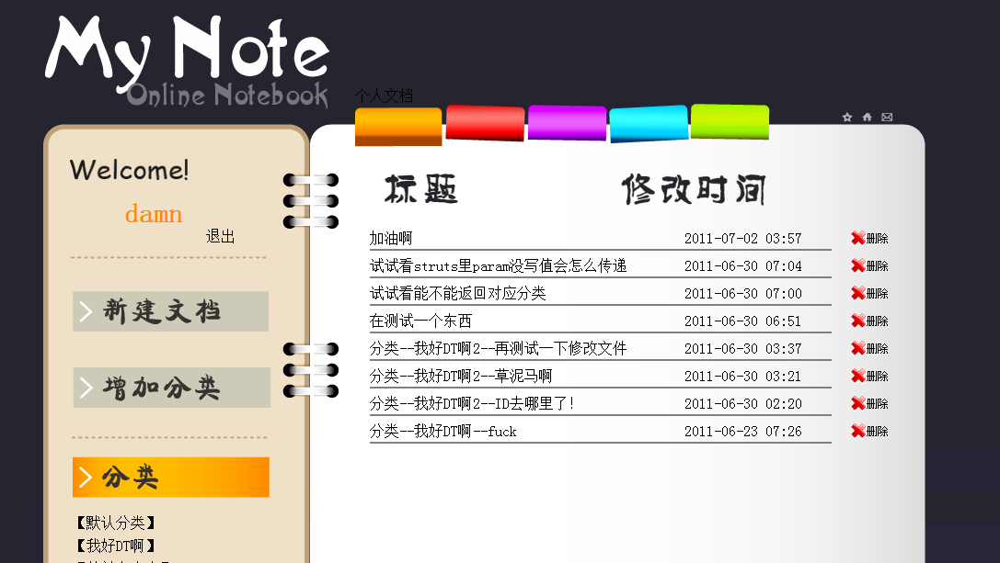 My Note
Online Notebook
个人文档
Welcome!
damn
退出
新建文档
增加分类
分类
【默认分类】
【我好DT啊】
标题 修改时间
加油啊 2011-07-02 03:57 删除
试试看struts里param没写值会怎么传递 2011-06-30 07:04 删除
试试看能不能返回对应分类 2011-06-30 07:00 删除
在测试一个东西 2011-06-30 06:51 删除
分类--我好DT啊2--再测试一下修改文件 2011-06-30 03:37 删除
分类--我好DT啊2--草泥马啊 2011-06-30 03:21 删除
分类--我好DT啊2--ID去哪里了! 2011-06-30 02:20 删除
分类--我好DT啊--fuck 2011-06-23 07:26 删除